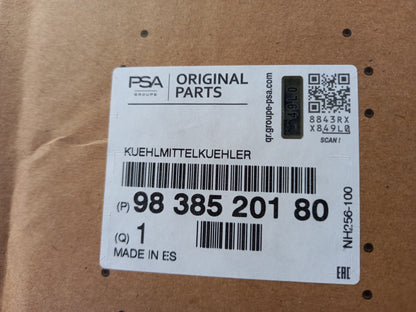 PSA
GROUPE
ORIGINAL
PARTS
qr.groupe-psa.com
8843RX
X849L0
SCAN!
KUEHLMITTELKUEHLER
(P) 98 385 201 80
(Q) 1
MADE IN ES
NH256-100
EAC